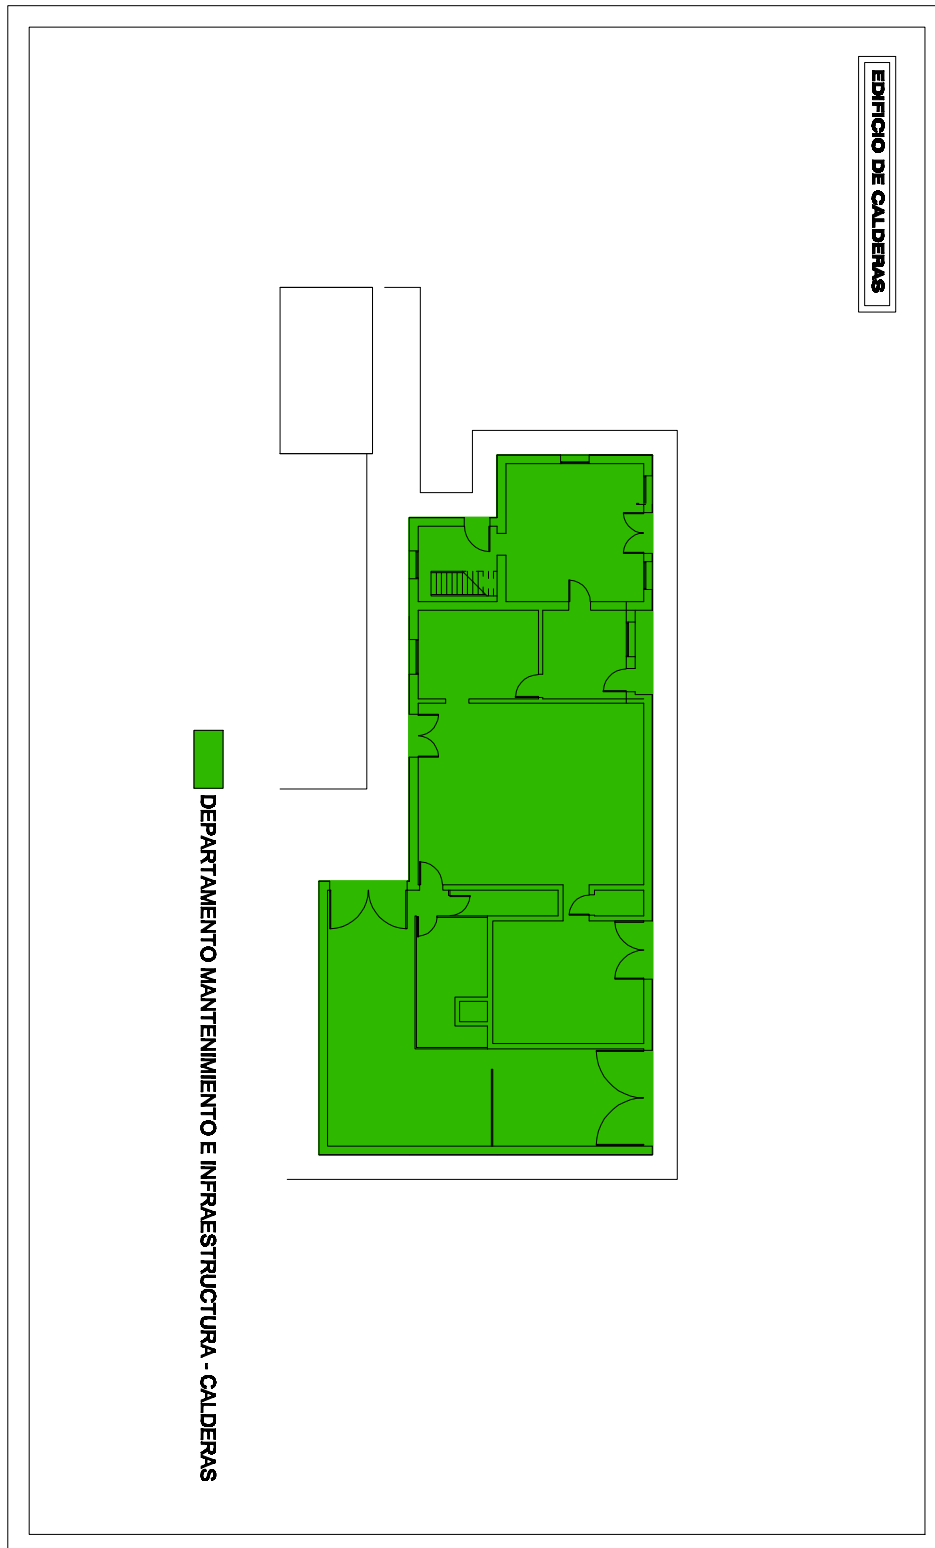 EDIFICIO DE CALDERAS
DEPARTAMENTO MANTENIMIENTO E INFRAESTRUCTURA - CALDERAS